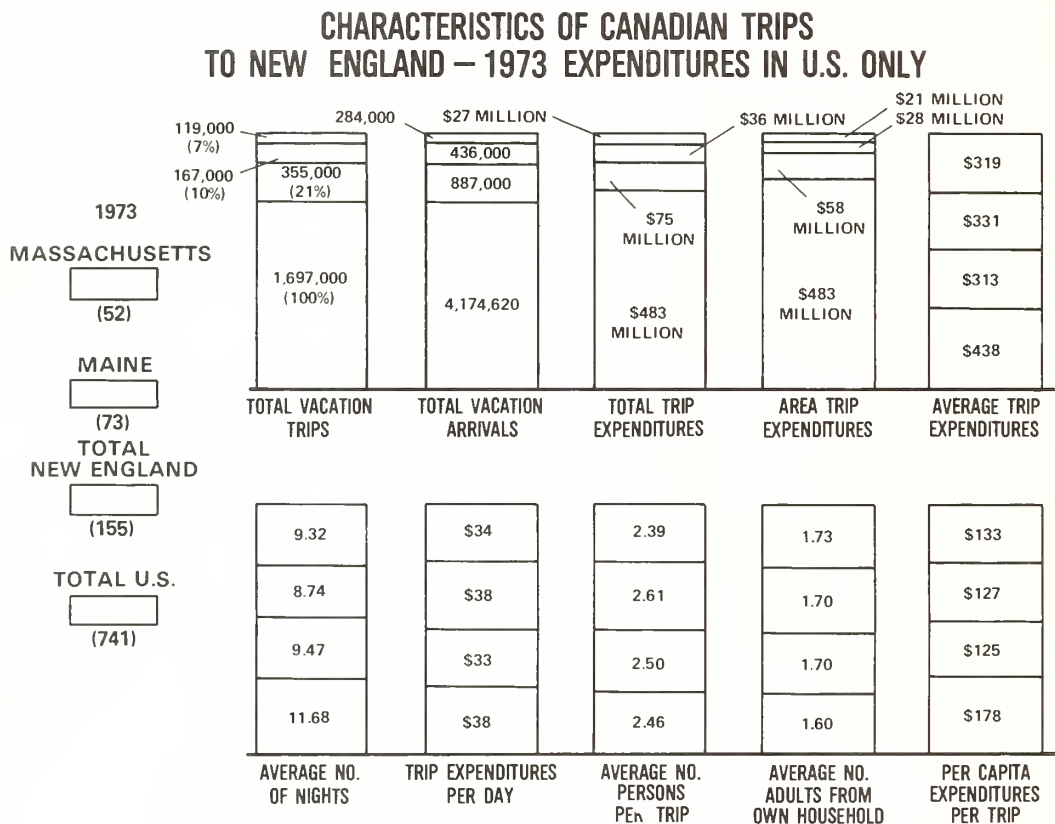 CHARACTERISTICS OF CANADIAN TRIPS
TO NEW ENGLAND – 1973 EXPENDITURES IN U.S. ONLY
1973
MASSACHUSETTS
(52)
MAINE
(73)
TOTAL
NEW ENGLAND
(155)
TOTAL U.S.
(741)
119,000
(7%)
167,000
(10%)
355,000
(21%)
1,697,000
(100%)
TOTAL VACATION
TRIPS
284,000
436,000
887,000
4,174,620
TOTAL VACATION
ARRIVALS
$27 MILLION
$36 MILLION
$75
MILLION
$483
MILLION
TOTAL TRIP
EXPENDITURES
$21 MILLION
$28 MILLION
$58
MILLION
$483
MILLION
AREA TRIP
EXPENDITURES
$319
$331
$313
$438
AVERAGE TRIP
EXPENDITURES
9.32
8.74
9.47
11.68
AVERAGE NO.
OF NIGHTS
$34
$38
$33
$38
TRIP EXPENDITURES
PER DAY
2.39
2.61
2.50
2.46
AVERAGE NO.
PERSONS
PER TRIP
1.73
1.70
1.70
1.60
AVERAGE NO.
ADULTS FROM
OWN HOUSEHOLD
$133
$127
$125
$178
PER CAPITA
EXPENDITURES
PER TRIP